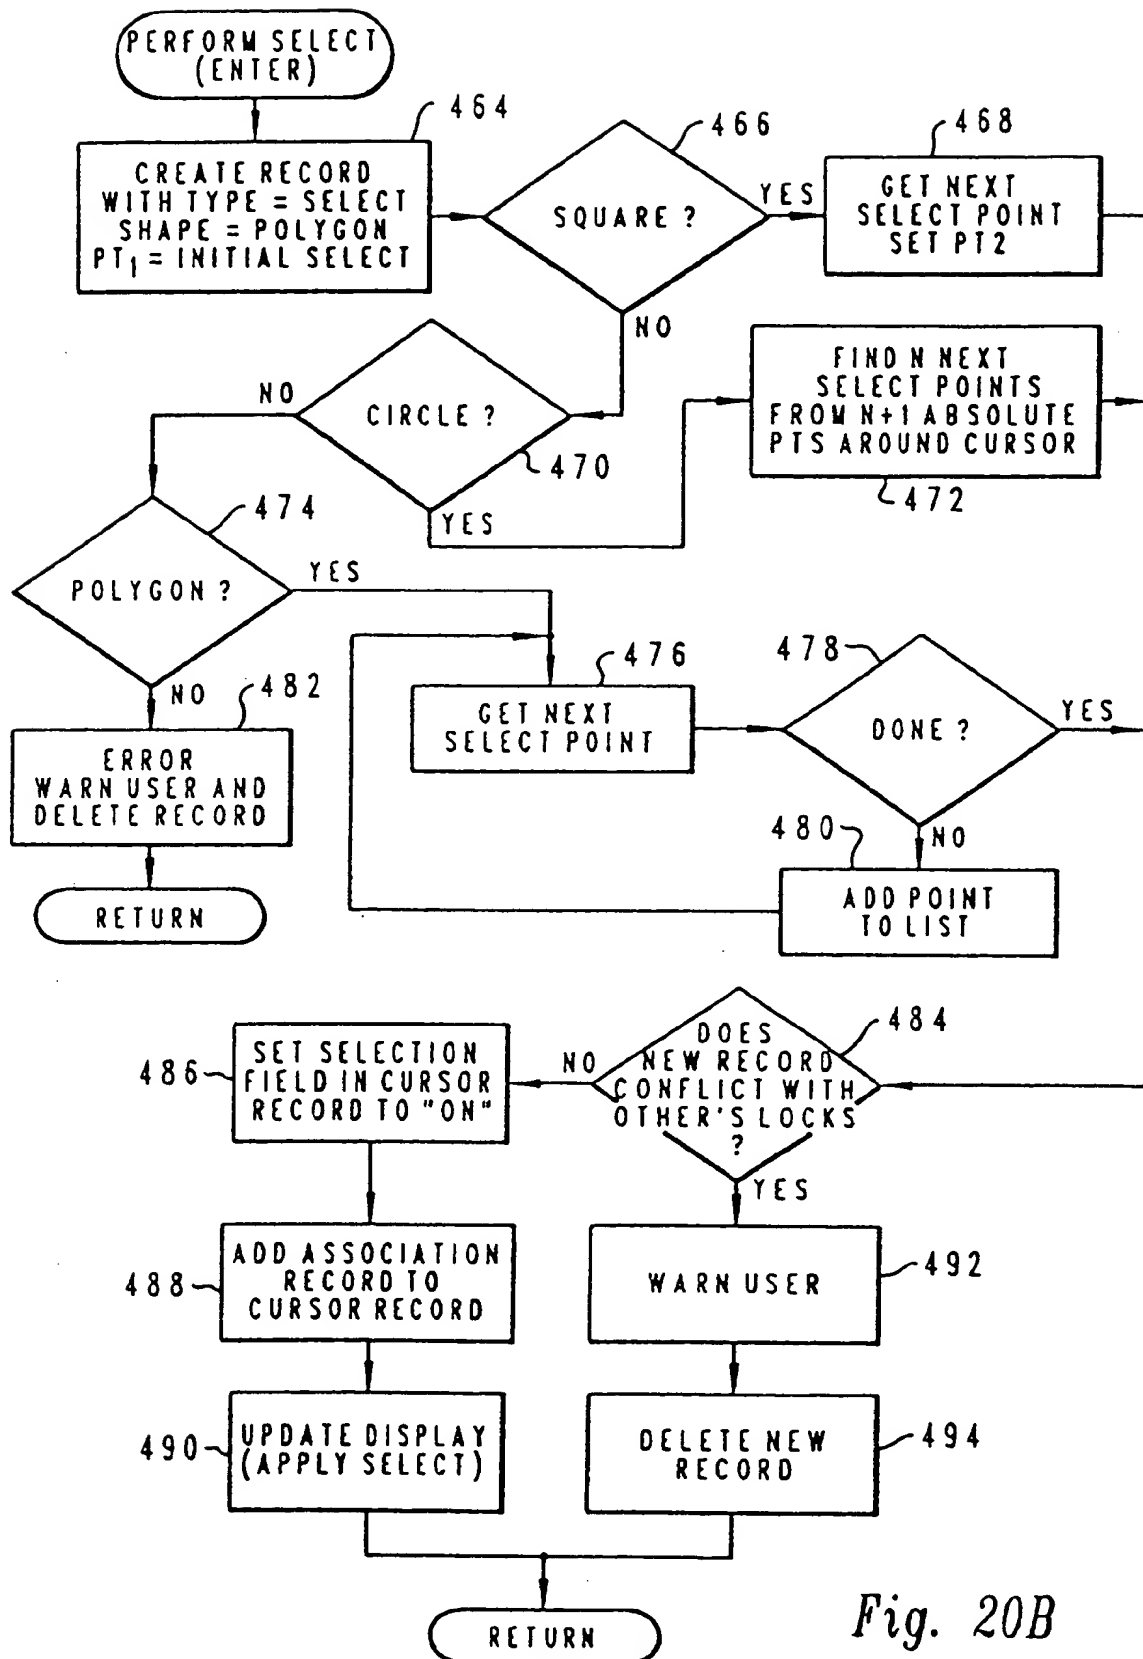 PERFORM SELECT
(ENTER)
464
CREATE RECORD
WITH TYPE = SELECT
SHAPE = POLYGON
PT1 = INITIAL SELECT
466
SQUARE ?
YES
NO
468
GET NEXT
SELECT POINT
SET PT2
NO
CIRCLE ?
470
YES
FIND N NEXT
SELECT POINTS
FROM N+1 ABSOLUTE
PTS AROUND CURSOR
472
474
POLYGON ?
YES
NO
482
ERROR
WARN USER AND
DELETE RECORD
RETURN
476
GET NEXT
SELECT POINT
478
DONE ?
YES
NO
480
ADD POINT
TO LIST
484
DOES
NEW RECORD
CONFLICT WITH
OTHER'S LOCKS
?
NO
YES
486
SET SELECTION
FIELD IN CURSOR
RECORD TO "ON"
488
ADD ASSOCIATION
RECORD TO
CURSOR RECORD
490
UPDATE DISPLAY
(APPLY SELECT)
WARN USER
492
DELETE NEW
RECORD
494
RETURN
Fig. 20B